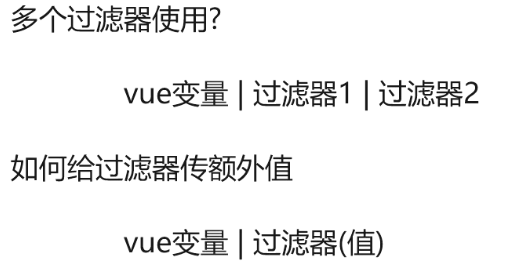 多个过滤器使用?
vue变量 | 过滤器1 | 过滤器2
如何给过滤器传额外值
vue变量 | 过滤器(值)